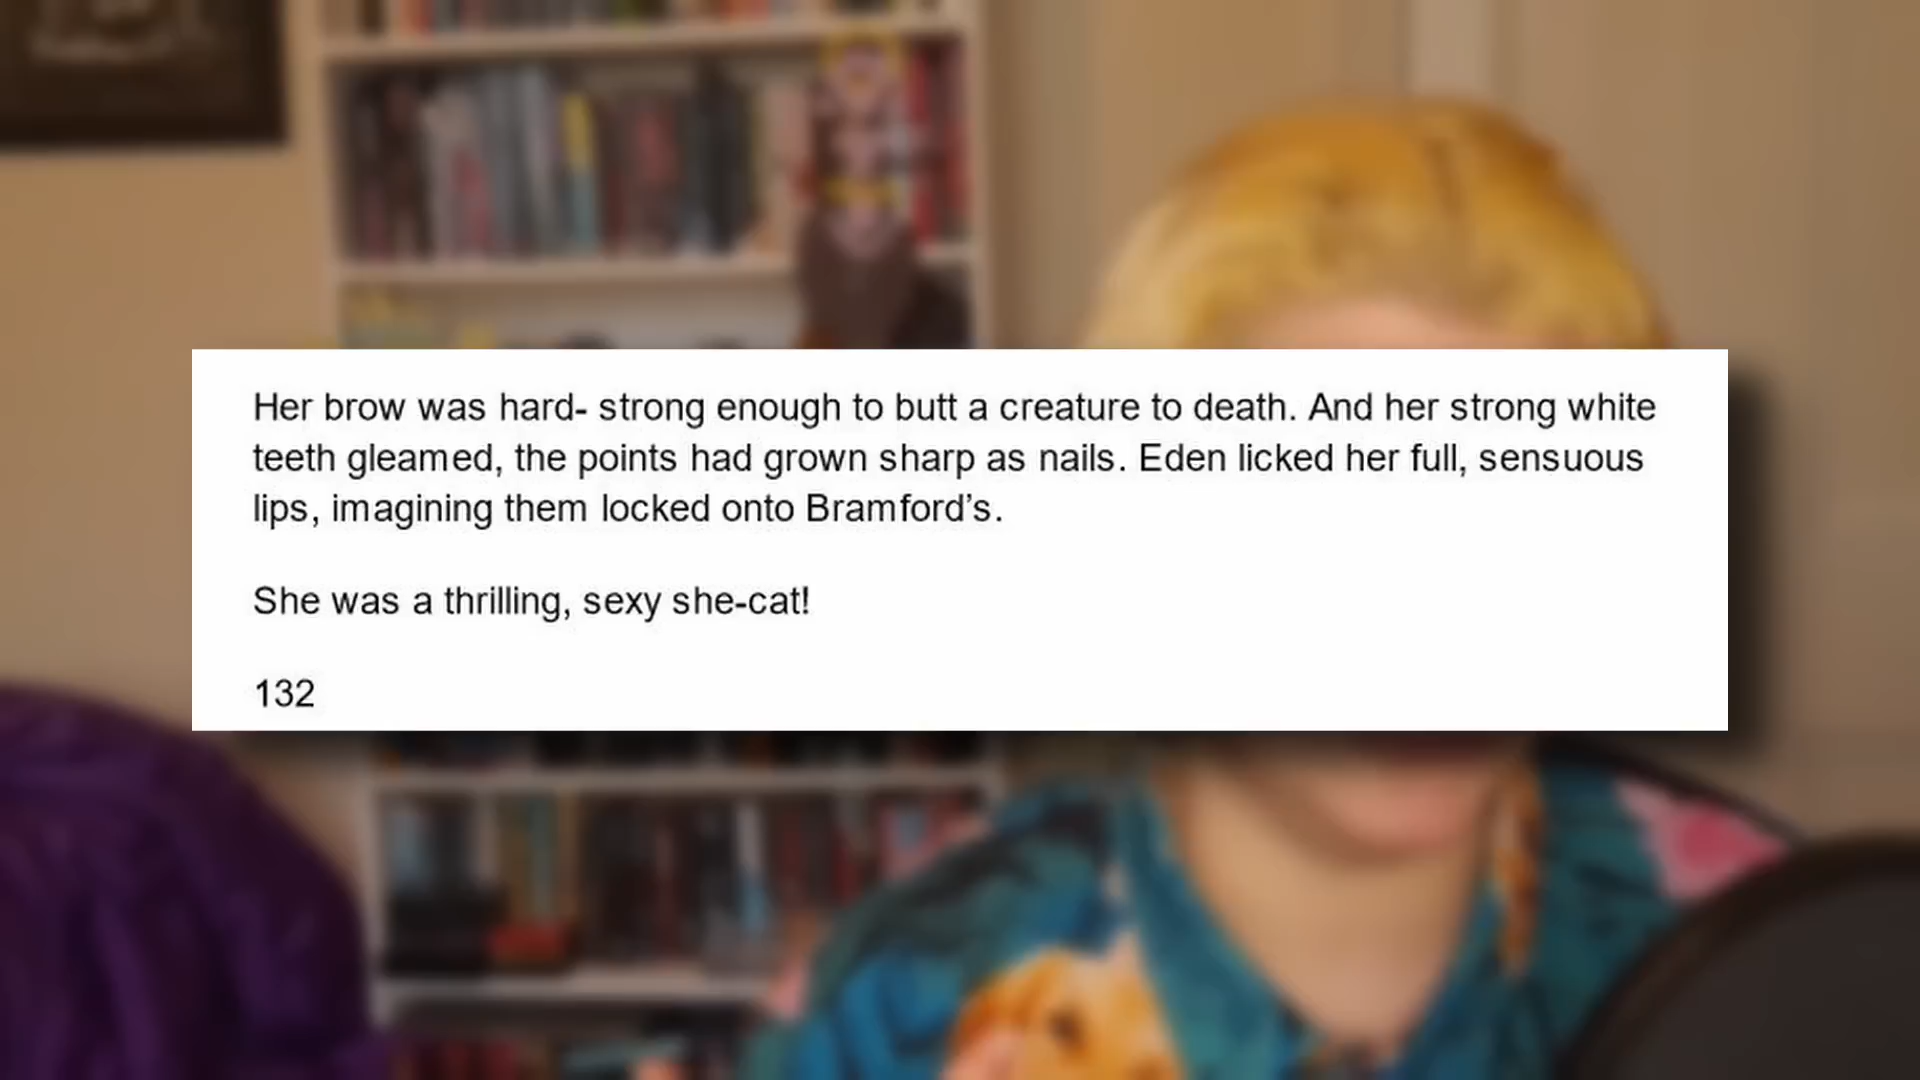 Her brow was hard- strong enough to butt a creature to death. And her strong white
teeth gleamed, the points had grown sharp as nails. Eden licked her full, sensuous
lips, imagining them locked onto Bramford’s.
She was a thrilling, sexy she-cat!
132